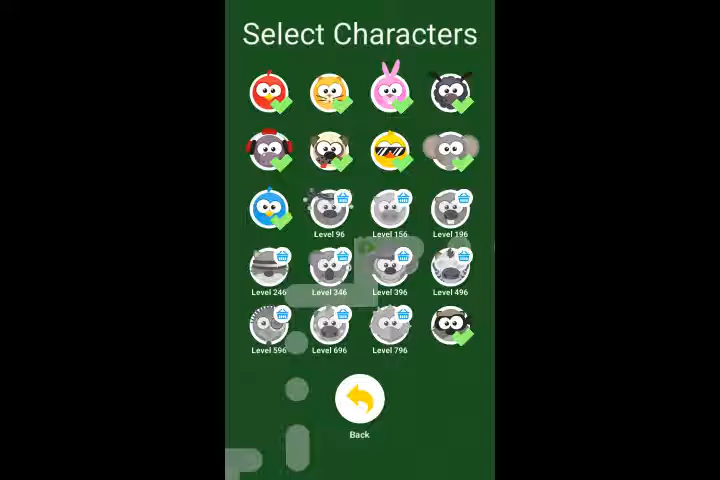 Select Characters
Level 96 Level 156 Level 196
Level 246 Level 346 Level 396 Level 496
Level 596 Level 696 Level 796
Back